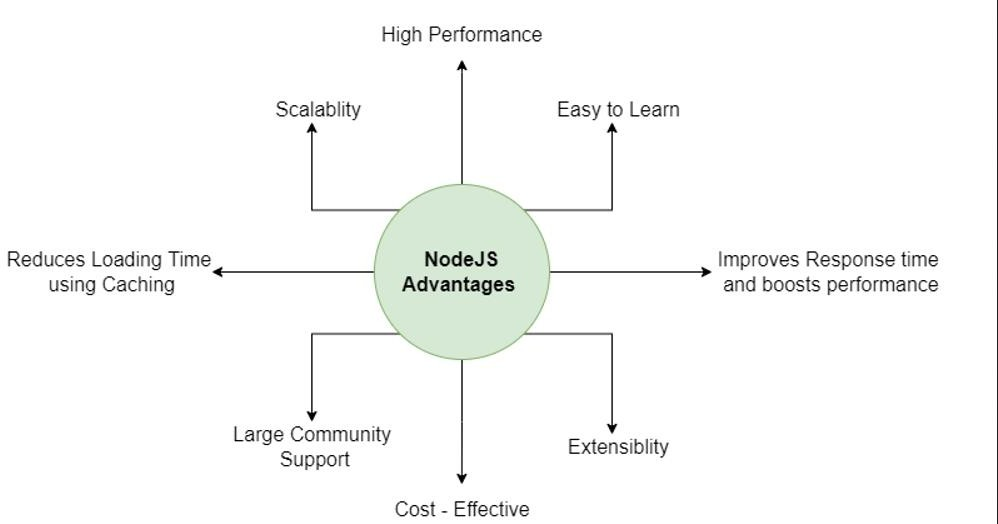 High Performance
Scalablity
Easy to Learn
Reduces Loading Time
using Caching
NodeJS
Advantages
Improves Response time
and boosts performance
Large Community
Support
Extensiblity
Cost - Effective